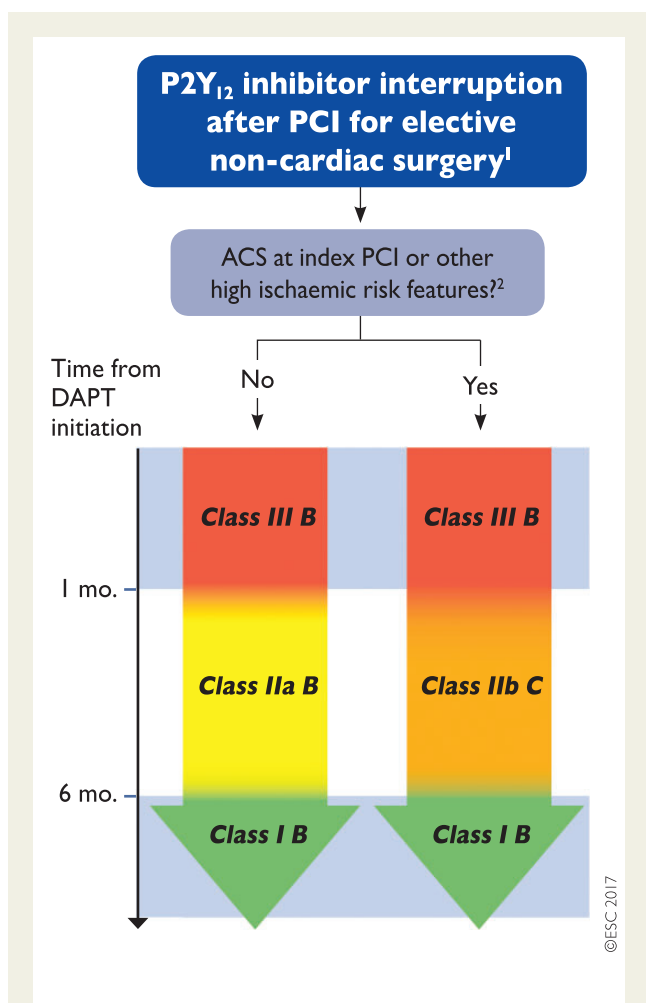 P2Y₁₂ inhibitor interruption
after PCI for elective
non-cardiac surgery¹
ACS at index PCI or other
high ischaemic risk features?²
Time from
DAPT
initiation
No
Yes
Class III B
Class III B
1 mo.
Class IIa B
Class IIb C
6 mo.
Class I B
Class I B
©ESC 2017